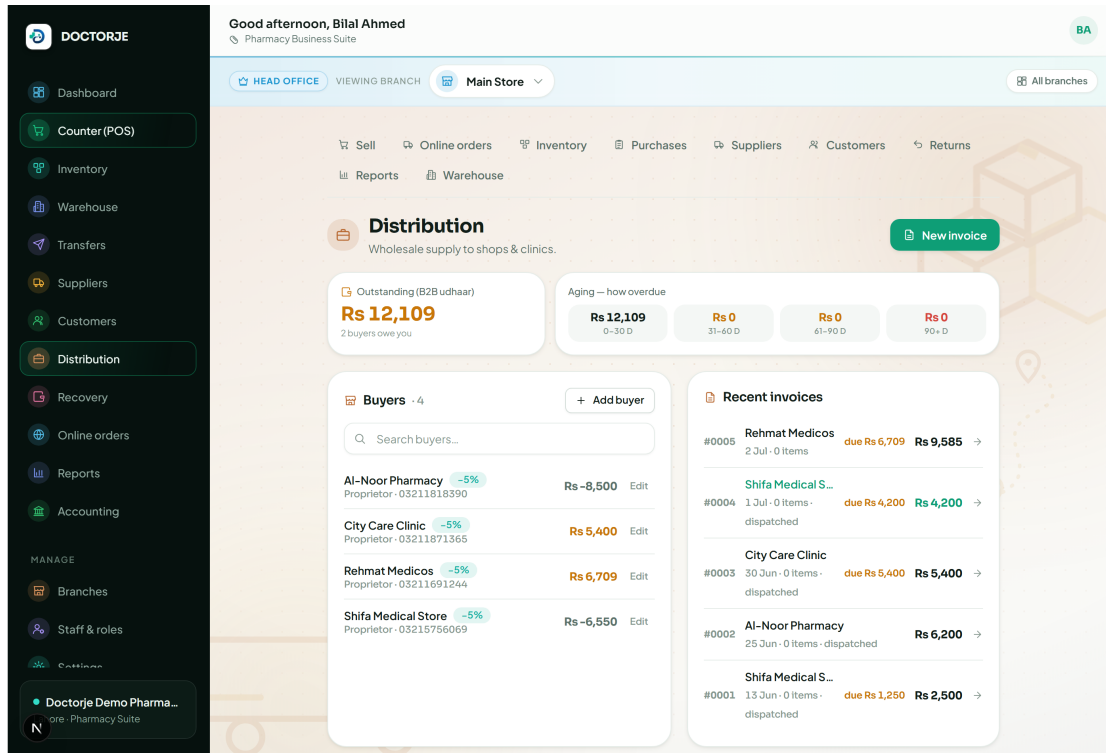 DOCTORJE
Dashboard
Counter (POS)
Inventory
Warehouse
Transfers
Suppliers
Customers
Distribution
Recovery
Online orders
Reports
Accounting
MANAGE
Branches
Staff & roles
Settings
Doctorje Demo Pharma...
ore · Pharmacy Suite
N
Good afternoon, Bilal Ahmed
Pharmacy Business Suite
BA
HEAD OFFICE
VIEWING BRANCH
Main Store
All branches
Sell
Online orders
Inventory
Purchases
Suppliers
Customers
Returns
Reports
Warehouse
Distribution
Wholesale supply to shops & clinics.
New invoice
Outstanding (B2B udhaar)
Rs 12,109
2 buyers owe you
Aging — how overdue
Rs 12,109
0–30 D
Rs 0
31–60 D
Rs 0
61–90 D
Rs 0
90+ D
Buyers · 4
+ Add buyer
Search buyers...
Al-Noor Pharmacy -5%
Proprietor · 03211818390
Rs -8,500 Edit
City Care Clinic -5%
Proprietor · 03211871365
Rs 5,400 Edit
Rehmat Medicos -5%
Proprietor · 03211691244
Rs 6,709 Edit
Shifa Medical Store -5%
Proprietor · 03215756069
Rs -6,550 Edit
Recent invoices
#0005
Rehmat Medicos
2 Jul · 0 items
due Rs 6,709 Rs 9,585
#0004
Shifa Medical S...
1 Jul · 0 items ·
dispatched
due Rs 4,200 Rs 4,200
#0003
City Care Clinic
30 Jun · 0 items ·
dispatched
due Rs 5,400 Rs 5,400
#0002
Al-Noor Pharmacy
25 Jun · 0 items · dispatched
Rs 6,200
#0001
Shifa Medical S...
13 Jun · 0 items ·
dispatched
due Rs 1,250 Rs 2,500